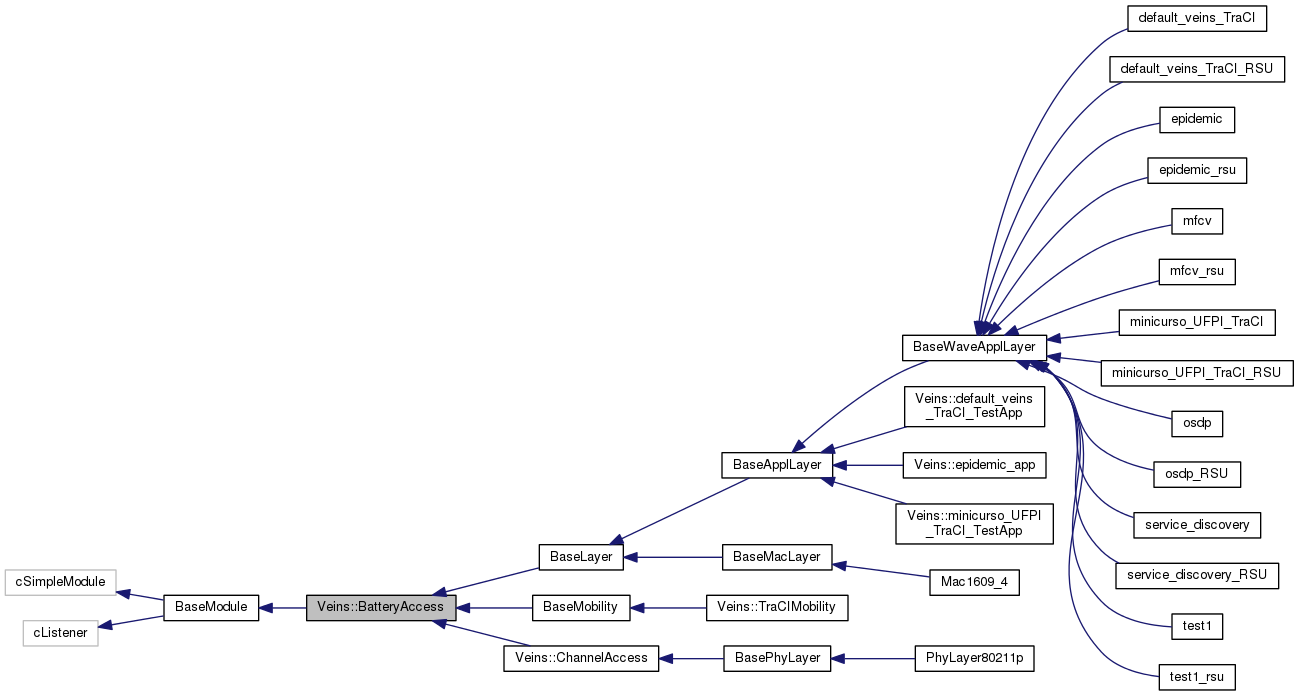 default_veins_TraCI
default_veins_TraCI_RSU
epidemic
epidemic_rsu
mfcv
mfcv_rsu
minicurso_UFPI_TraCI
BaseWaveApplLayer
minicurso_UFPI_TraCI_RSU
Veins::default_veins
_TraCI_TestApp
osdp
BaseApplLayer
Veins::epidemic_app
osdp_RSU
Veins::minicurso_UFPI
_TraCI_TestApp
service_discovery
BaseLayer
BaseMacLayer
service_discovery_RSU
cSimpleModule
Mac1609_4
BaseModule
Veins::BatteryAccess
BaseMobility
Veins::TraCIMobility
cListener
test1
Veins::ChannelAccess
BasePhyLayer
PhyLayer80211p
test1_rsu